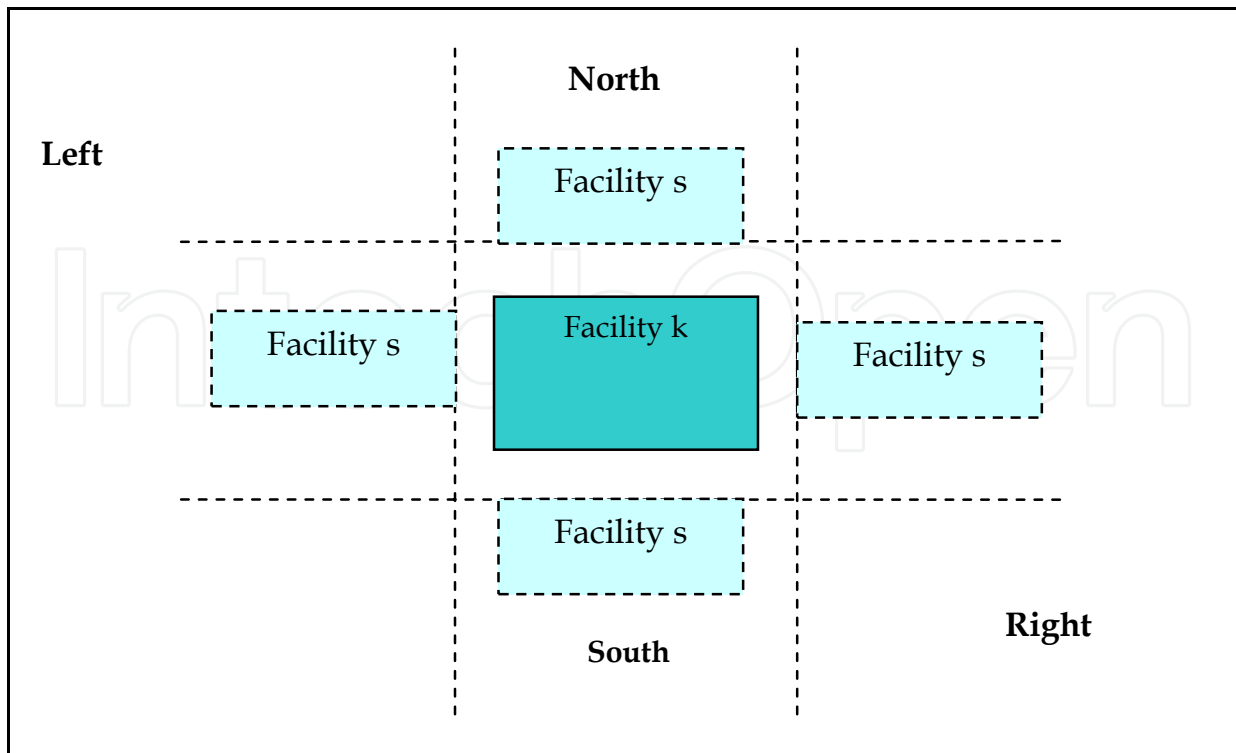 North
Left
Facility s
Facility k
Facility s
Facility s
Facility s
Right
South
IntechOpen